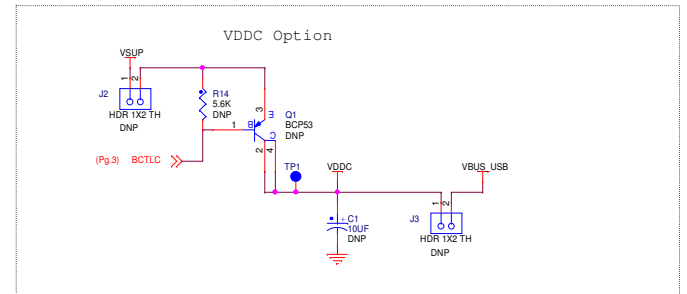 VDDC Option
VSUP
1 2
J2
HDR 1X2 TH
DNP
R14
5.6K
DNP
3
E
Q1
BCP53
DNP
1
B
C
2 4
(Pg.3) BCTLC
TP1
VDDC
VBUS_USB
+ C1
10UF
DNP
1 2
J3
HDR 1X2 TH
DNP